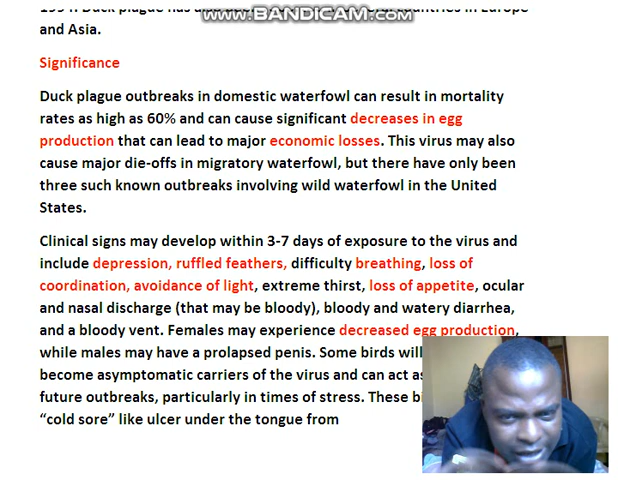 www.BANDICAM.com
and Asia.
Significance
Duck plague outbreaks in domestic waterfowl can result in mortality
rates as high as 60% and can cause significant decreases in egg
production that can lead to major economic losses. This virus may also
cause major die-offs in migratory waterfowl, but there have only been
three such known outbreaks involving wild waterfowl in the United
States.
Clinical signs may develop within 3-7 days of exposure to the virus and
include depression, ruffled feathers, difficulty breathing, loss of
coordination, avoidance of light, extreme thirst, loss of appetite, ocular
and nasal discharge (that may be bloody), bloody and watery diarrhea,
and a bloody vent. Females may experience decreased egg production,
while males may have a prolapsed penis. Some birds will
become asymptomatic carriers of the virus and can act as
future outbreaks, particularly in times of stress. These
“cold sore” like ulcer under the tongue from